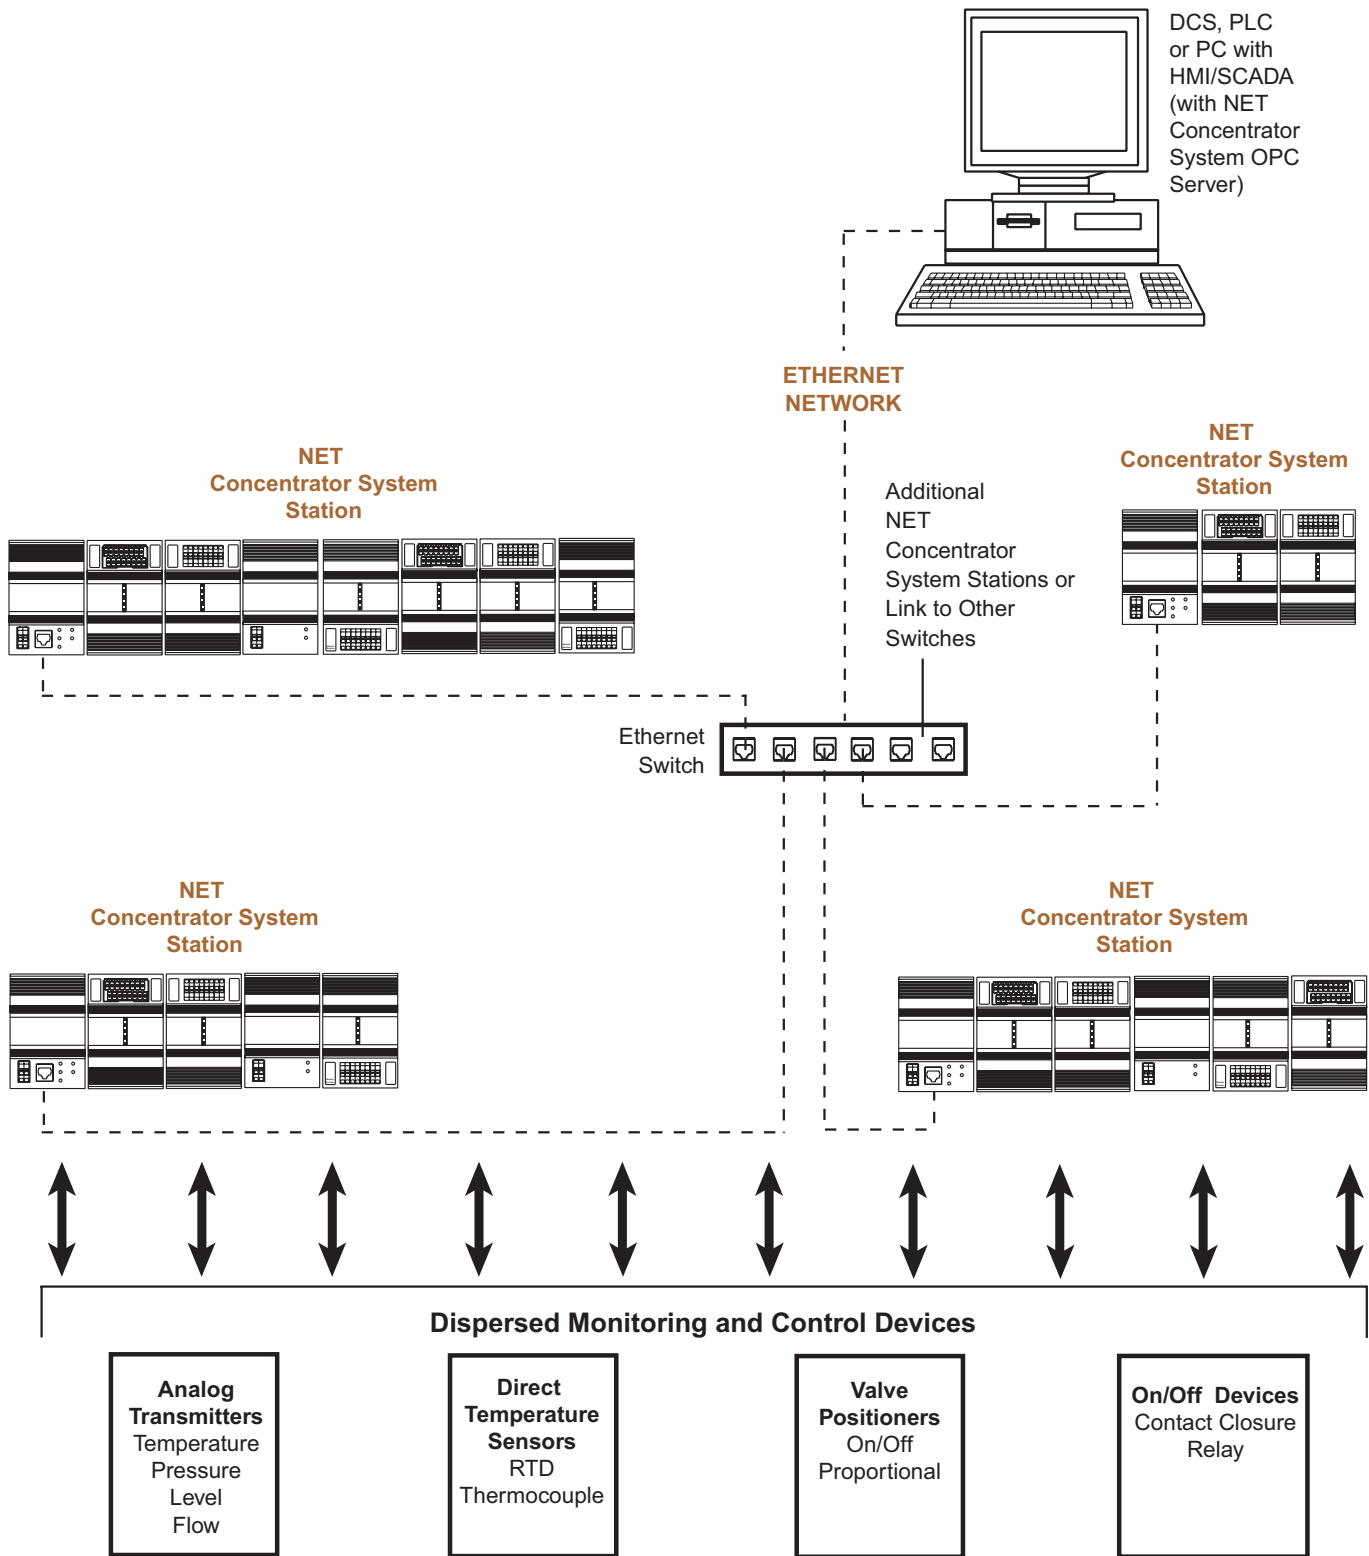 DCS, PLC
or PC with
HMI/SCADA
(with NET
Concentrator
System OPC
Server)
ETHERNET
NETWORK
NET
Concentrator System
Station
NET
Concentrator System
Station
Additional
NET
Concentrator
System Stations or
Link to Other
Switches
Ethernet
Switch
NET
Concentrator System
Station
NET
Concentrator System
Station
Dispersed Monitoring and Control Devices
Analog
Transmitters
Temperature
Pressure
Level
Flow
Direct
Temperature
Sensors
RTD
Thermocouple
Valve
Positioners
On/Off
Proportional
On/Off Devices
Contact Closure
Relay